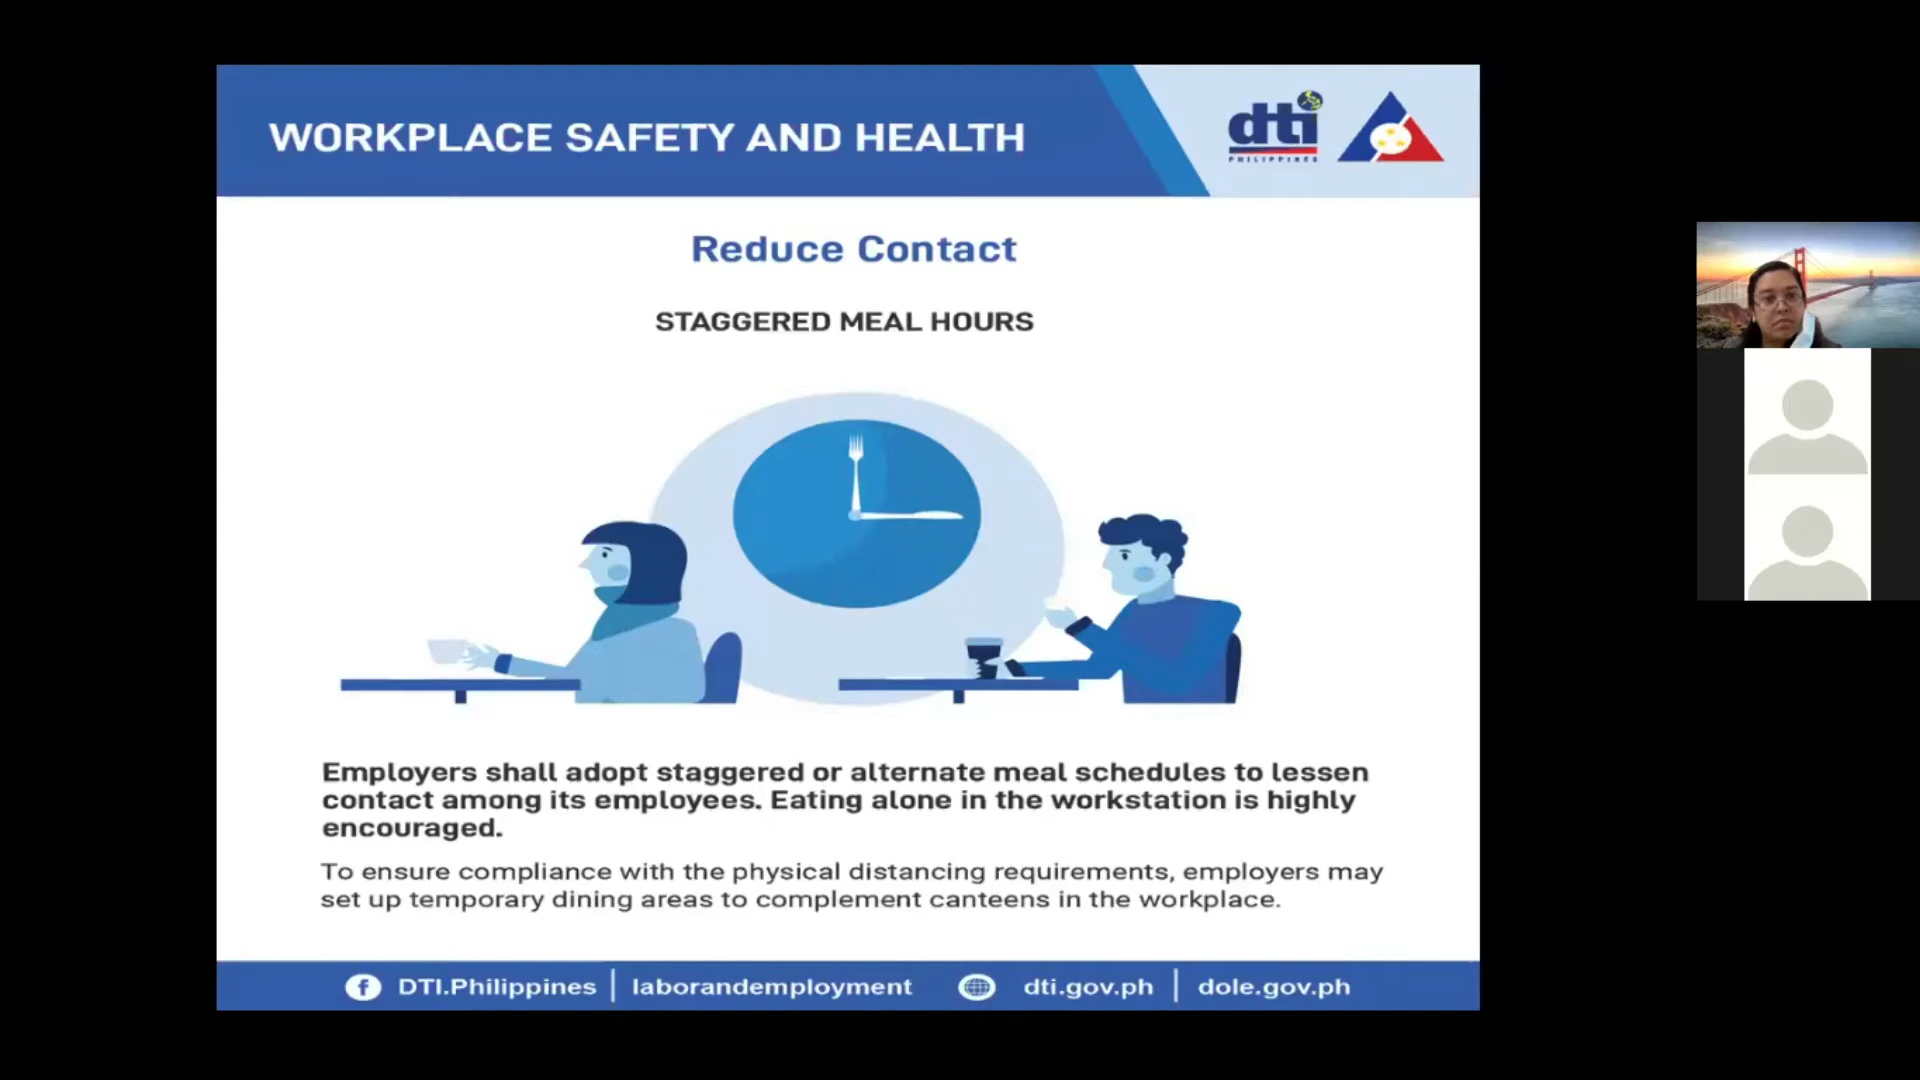 WORKPLACE SAFETY AND HEALTH
dti
PHILIPPINES
Reduce Contact
STAGGERED MEAL HOURS
Employers shall adopt staggered or alternate meal schedules to lessen
contact among its employees. Eating alone in the workstation is highly
encouraged.
To ensure compliance with the physical distancing requirements, employers may
set up temporary dining areas to complement canteens in the workplace.
f DTI.Philippines | laborandemployment dti.gov.ph | dole.gov.ph